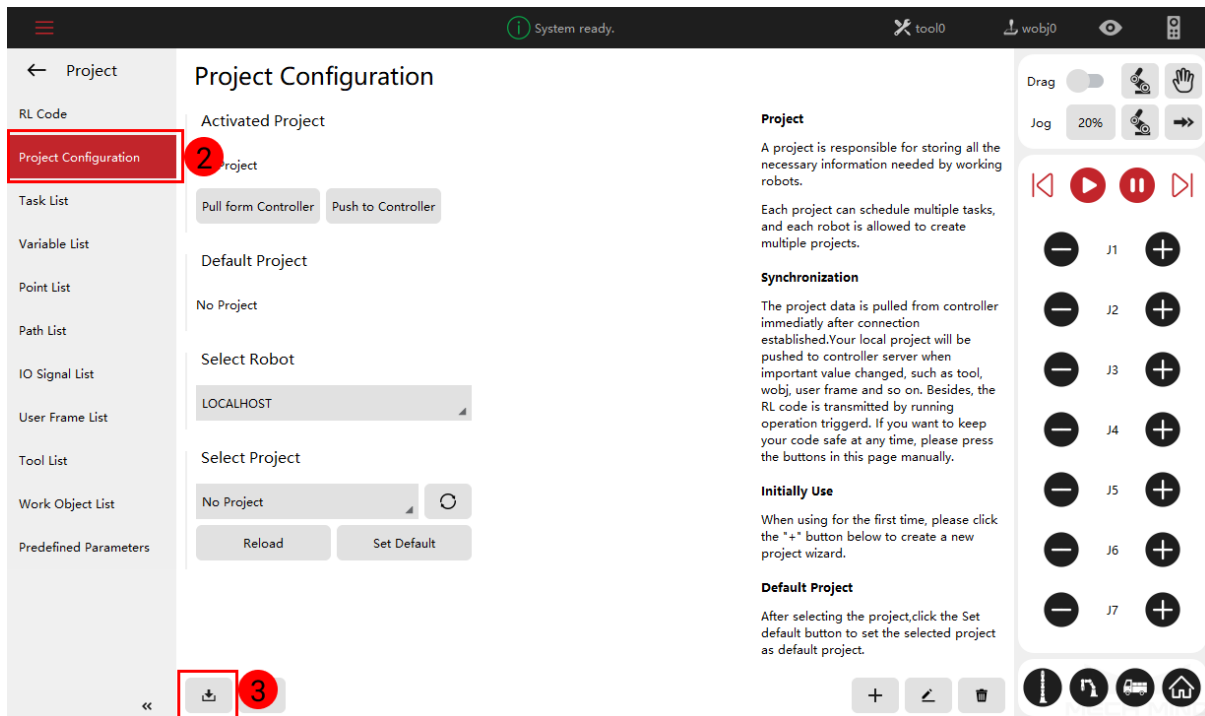 System ready.
tool0
wobj0
Project
RL Code
Project Configuration
Task List
Variable List
Point List
Path List
IO Signal List
User Frame List
Tool List
Work Object List
Predefined Parameters
«
2
3
Project Configuration
Activated Project
Project
Pull form Controller
Push to Controller
Default Project
No Project
Select Robot
LOCALHOST
Select Project
No Project
Reload
Set Default
Project
A project is responsible for storing all the
necessary information needed by working
robots.
Each project can schedule multiple tasks,
and each robot is allowed to create
multiple projects.
Synchronization
The project data is pulled from controller
immediatly after connection
established.Your local project will be
pushed to controller server when
important value changed, such as tool,
wobj, user frame and so on. Besides, the
RL code is transmitted by running
operation triggerd. If you want to keep
your code safe at any time, please press
the buttons in this page manually.
Initially Use
When using for the first time, please click
the "+" button below to create a new
project wizard.
Default Project
After selecting the project,click the Set
default button to set the selected project
as default project.
Drag
Jog
20%
J1
J2
J3
J4
J5
J6
J7